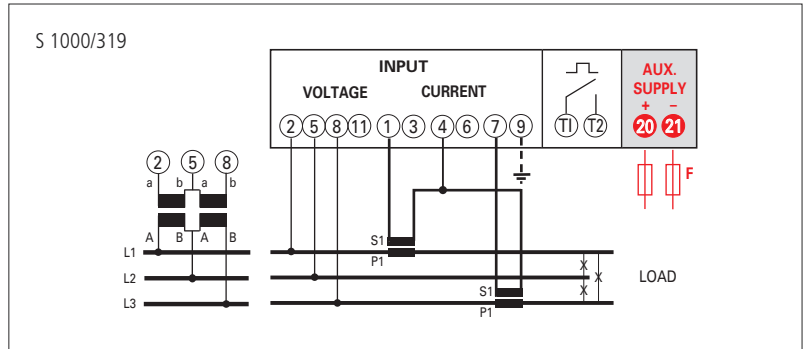 S 1000/319
INPUT
VOLTAGE CURRENT
AUX.
SUPPLY
+ –
2 5 8 11 1 3 4 6 7 9 T1 T2 20 21
F
2 5 8
a b a b
A B A B
S1
P1
L1
L2
L3
S1
P1
LOAD